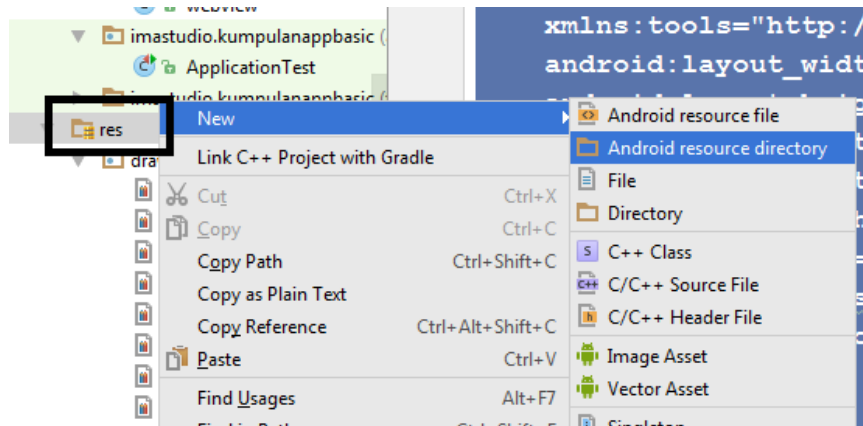 webview
imastudio.kumpulanappbasic (
ApplicationTest
imastudio.kumpulanappbasic (
res
dra
New
Link C++ Project with Gradle
Cut Ctrl+X
Copy Ctrl+C
Copy Path Ctrl+Shift+C
Copy as Plain Text
Copy Reference Ctrl+Alt+Shift+C
Paste Ctrl+V
Find Usages Alt+F7
Android resource file
Android resource directory
File
Directory
S C++ Class
C++ C/C++ Source File
h C/C++ Header File
Image Asset
Vector Asset
Singleton
xmlns:tools="http:/
android:layout_widt